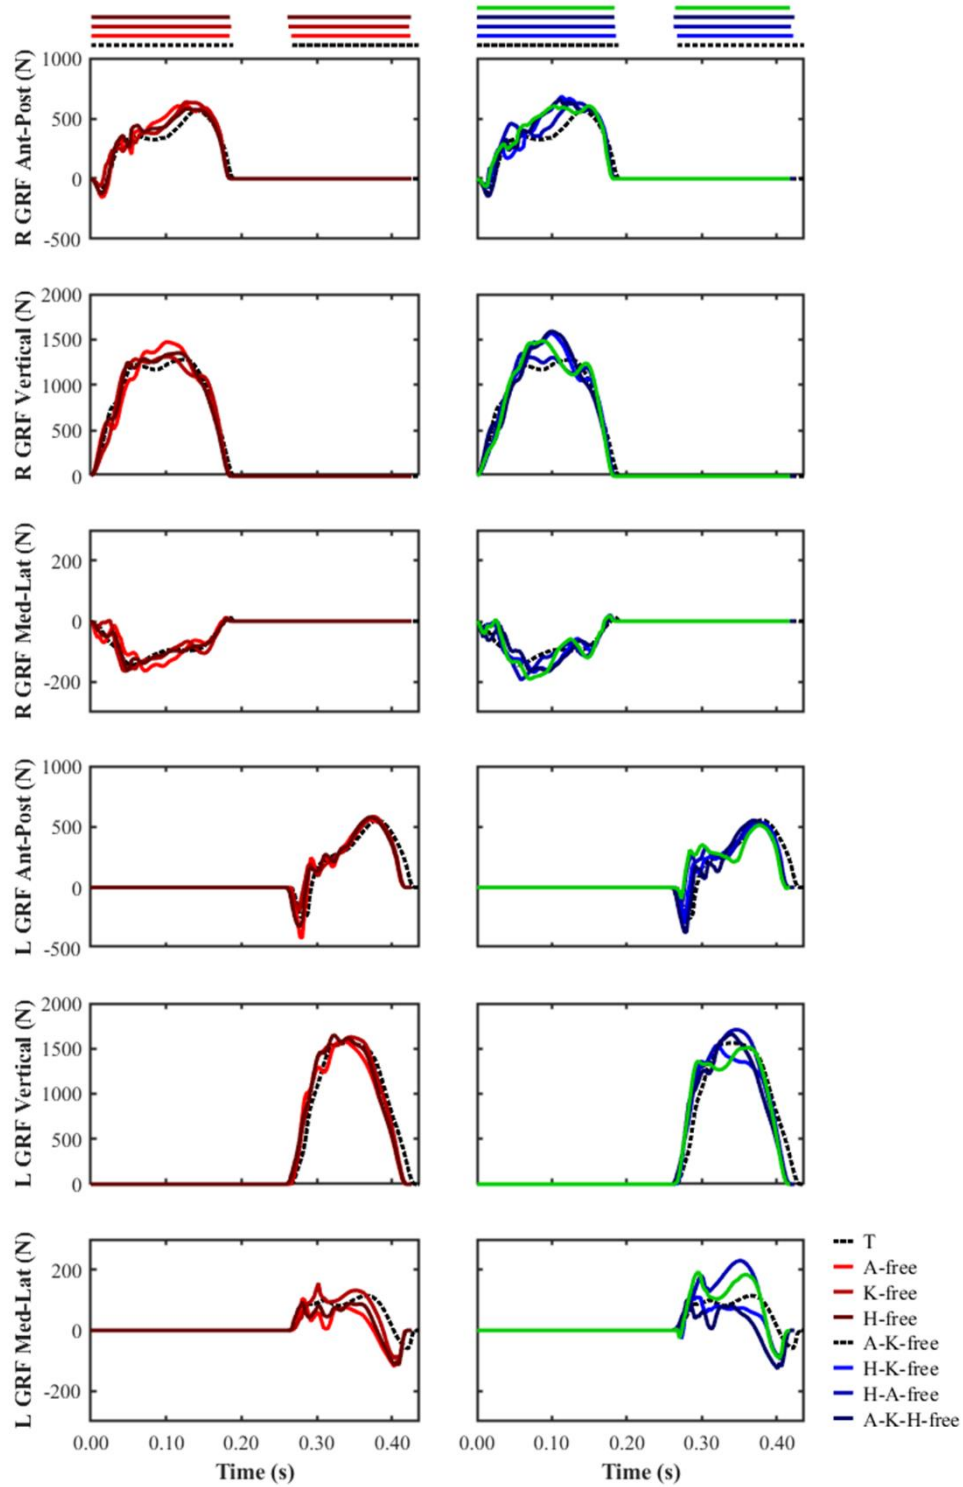 R GRF Ant-Post (N)
1000
500
0
-500
R GRF Vertical (N)
2000
1500
1000
500
0
R GRF Med-Lat (N)
200
0
-200
L GRF Ant-Post (N)
1000
500
0
-500
L GRF Vertical (N)
2000
1500
1000
500
0
L GRF Med-Lat (N)
200
0
-200
T
A-free
K-free
H-free
A-K-free
H-K-free
H-A-free
A-K-H-free
0.00 0.10 0.20 0.30 0.40
0.00 0.10 0.20 0.30 0.40
Time (s)
Time (s)